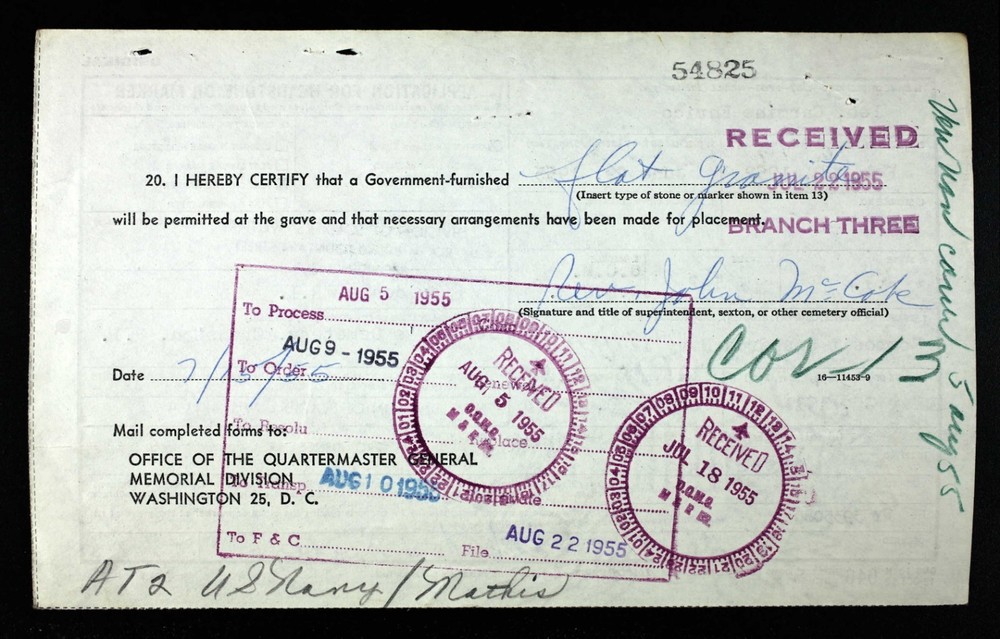 54825
RECEIVED
20. I HEREBY CERTIFY that a Government-furnished flat granite
JUL 22 1955
(Insert type of stone or marker shown in item 13)
will be permitted at the grave and that necessary arrangements have been made for placement.
BRANCH THREE
Rev. John McCok
(Signature and title of superintendent, sexton, or other cemetery official)
AUG 5 1955
To Process
AUG 9 - 1955
To Order
Date 7/13/55
16—11453-9
RECEIVED
AUG 5 1955
O.Q.M.G.
Mail completed forms to:
OFFICE OF THE QUARTERMASTER GENERAL
MEMORIAL DIVISION
WASHINGTON 25, D. C.
AUG 10 1955
RECEIVED
JUL 18 1955
O.Q.M.G.
To F & C
File
AUG 22 1955
AT2 US Navy / Mathis
5 Aug 55